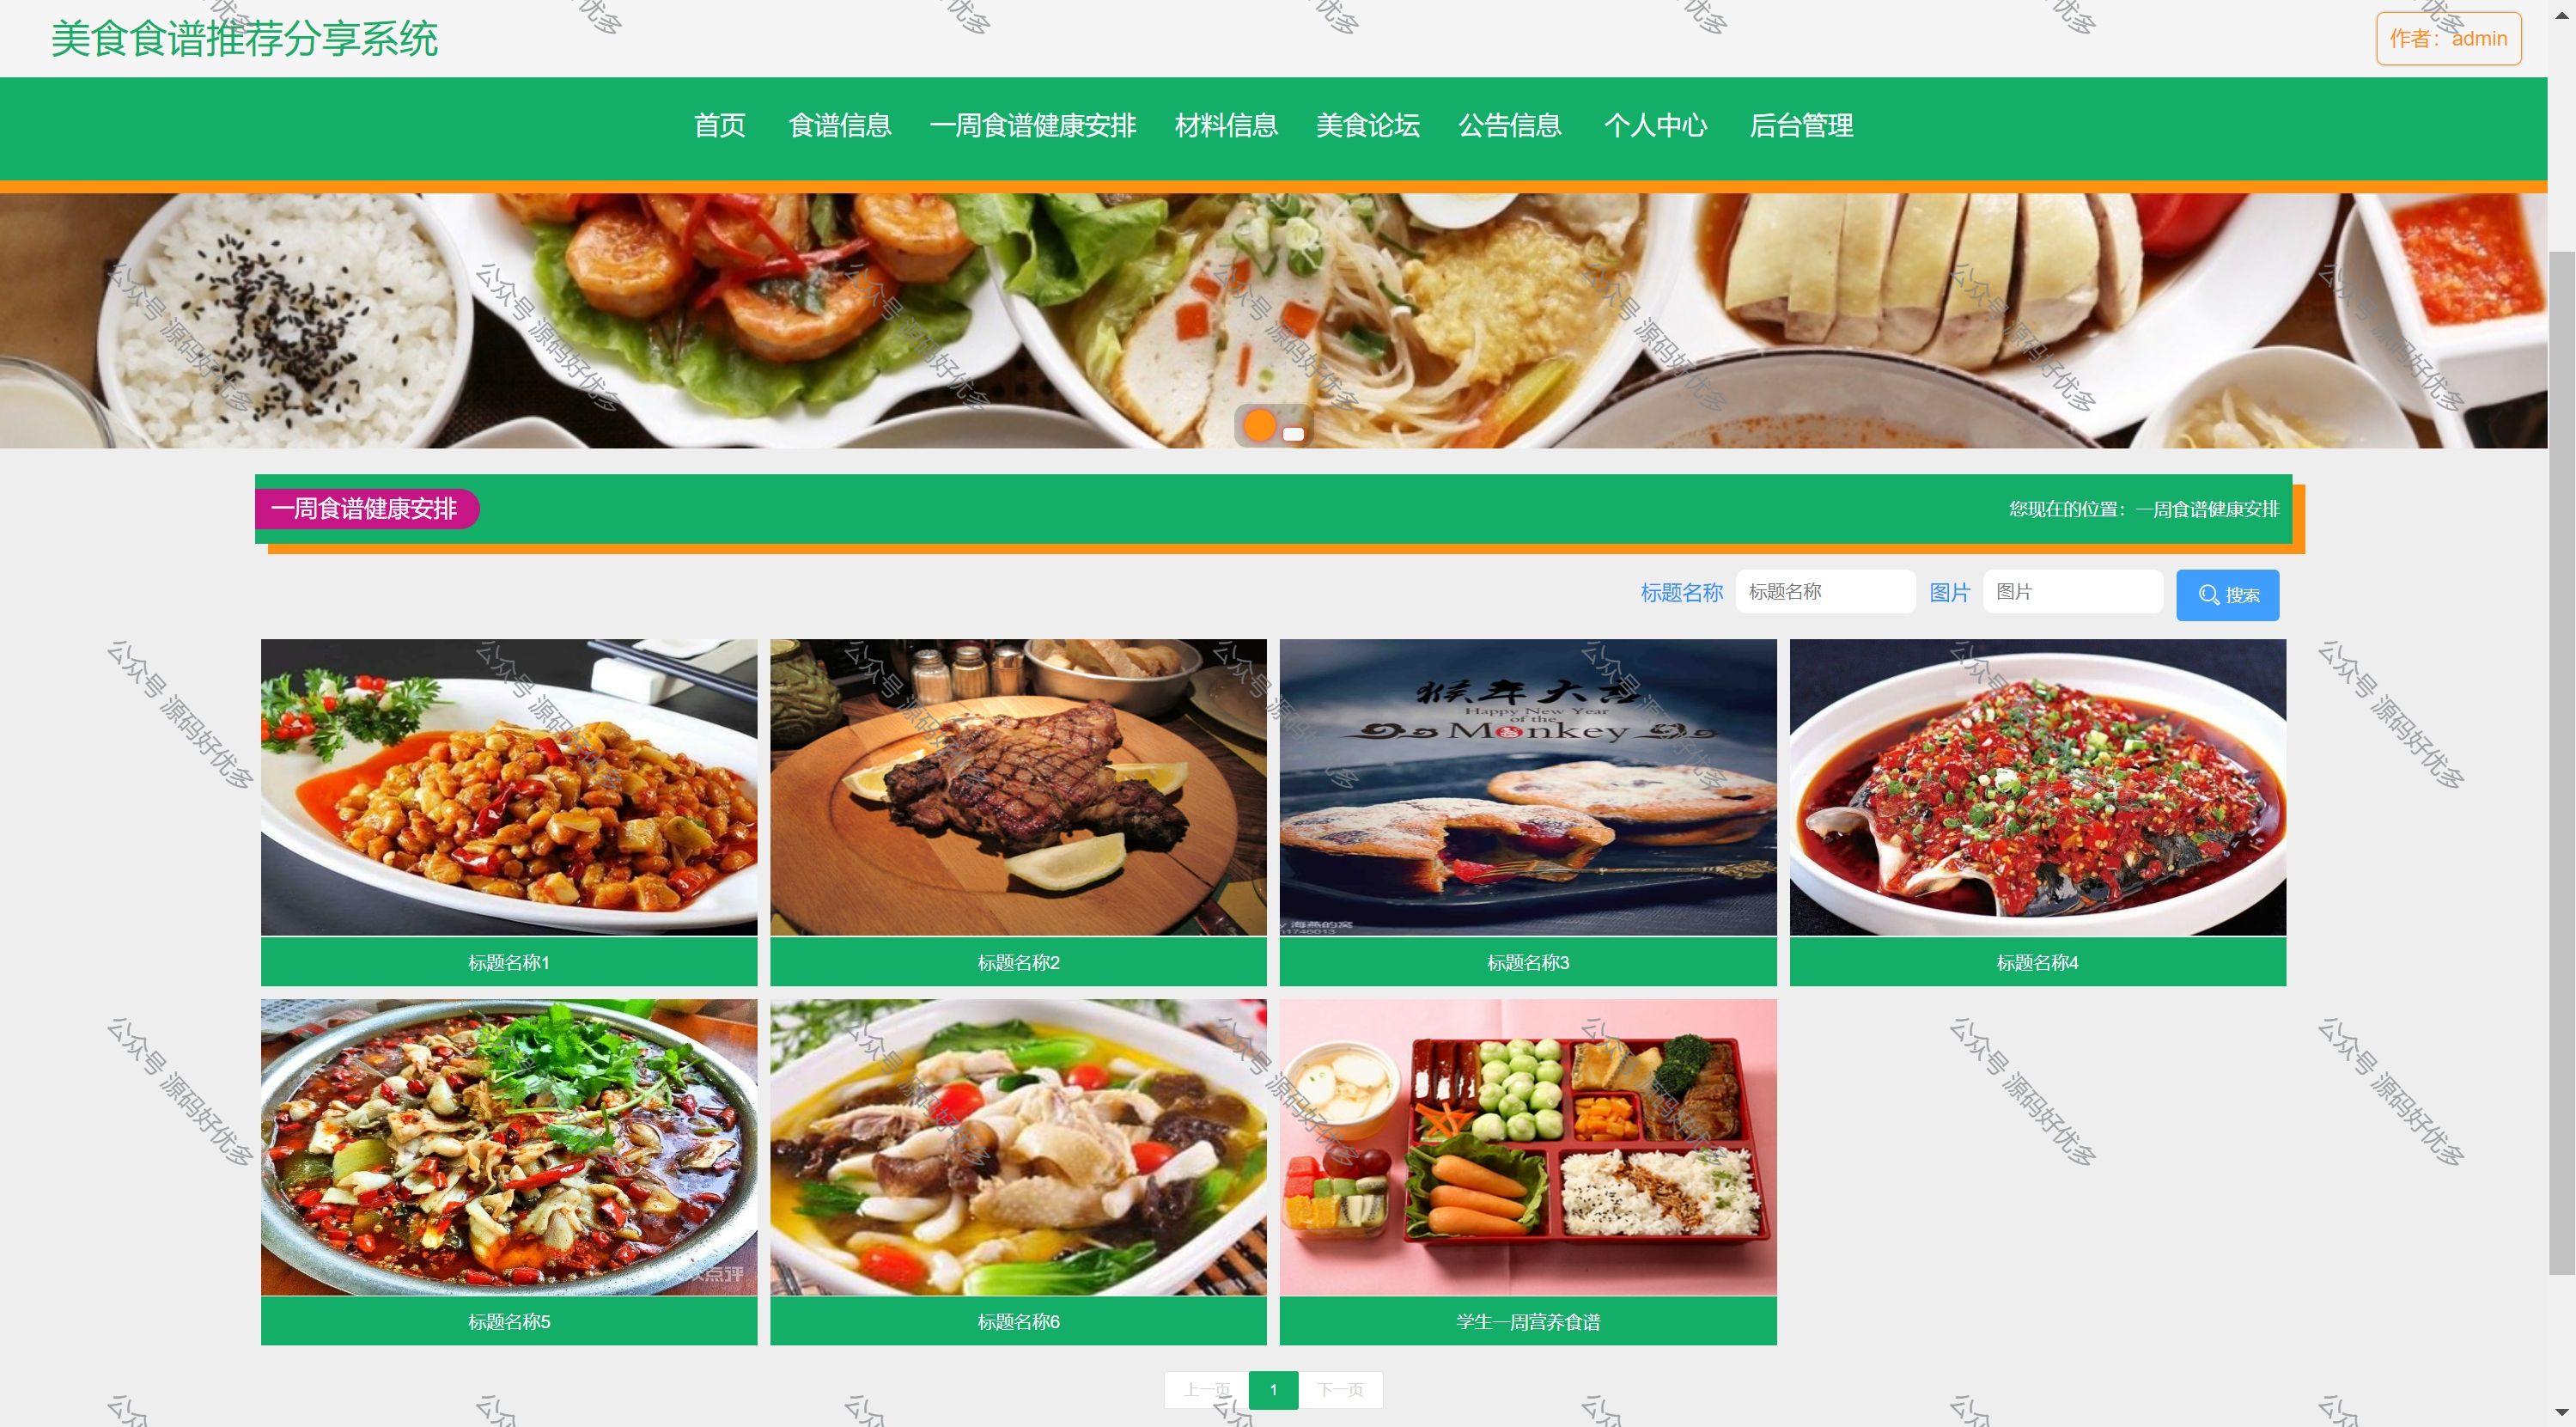 美食食谱推荐分享系统
作者：admin
首页 食谱信息 一周食谱健康安排 材料信息 美食论坛 公告信息 个人中心 后台管理
一周食谱健康安排
您现在的位置：一周食谱健康安排
标题名称 标题名称 图片 图片 搜索
猴年大吉
Happy New Year
of the
Monkey
海燕的窝
标题名称1 标题名称2 标题名称3 标题名称4
点评
标题名称5 标题名称6 学生一周营养食谱
上一页 1 下一页
公众号 源码好优多